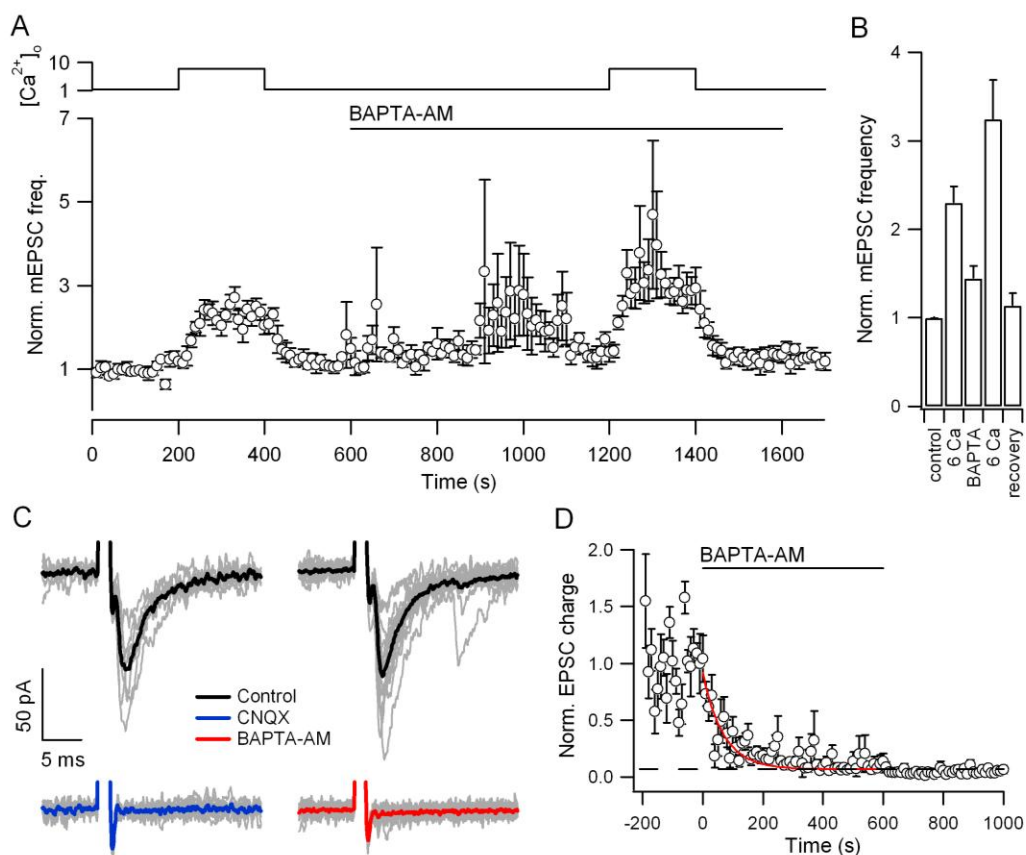 A
[Ca2+]o
10
1
BAPTA-AM
Norm. mEPSC freq.
7
5
3
1
0 200 400 600 800 1000 1200 1400 1600
Time (s)
B
Norm. mEPSC frequency
4
3
2
1
0
control
6 Ca
BAPTA
6 Ca
recovery
C
50 pA
5 ms
Control
CNQX
BAPTA-AM
D
BAPTA-AM
Norm. EPSC charge
2.0
1.5
1.0
0.5
0.0
-200 0 200 400 600 800 1000
Time (s)